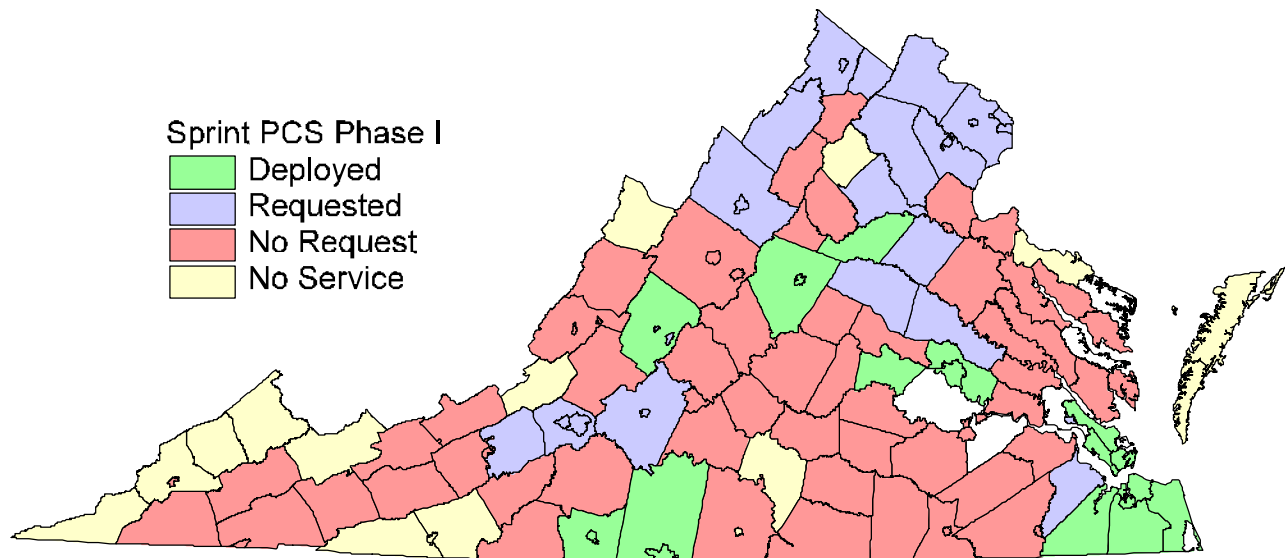 Sprint PCS Phase I
Deployed
Requested
No Request
No Service